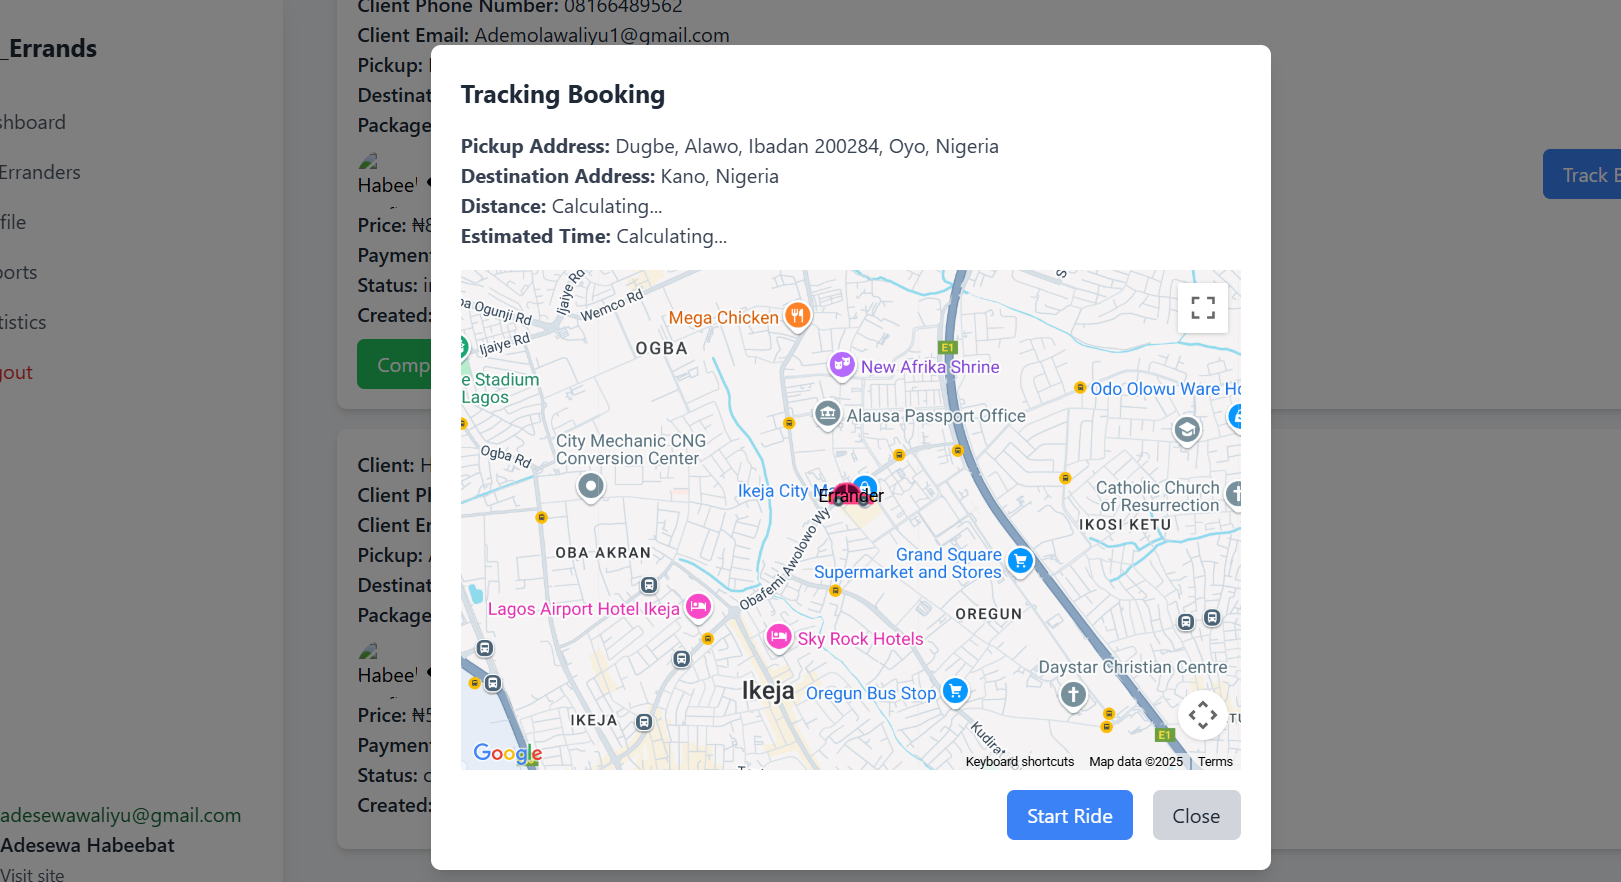 _Errands
shboard
Erranders
file
ports
tistics
gout
adesewawaliyu@gmail.com
Adesewa Habeebat
Visit site
Client Phone Number: 08166489562
Client Email: Ademolawaliyu1@gmail.com
Pickup:
Destinat
Package
Habee
Price: ₦8
Payment
Status: i
Created:
Comp
Track
Client: H
Client P
Client E
Pickup:
Destinat
Package
Habee
Price: ₦5
Payment
Status:
Created:
Tracking Booking
Pickup Address: Dugbe, Alawo, Ibadan 200284, Oyo, Nigeria
Destination Address: Kano, Nigeria
Distance: Calculating...
Estimated Time: Calculating...
ba Ogunji Rd
Ijaiye Rd
Wemco Rd
Mega Chicken
OGBA
E1
Ijaiye Rd
New Afrika Shrine
e Stadium
Lagos
Odo Olowu Ware Ho
Alausa Passport Office
City Mechanic CNG
Conversion Center
Ogba Rd
Ikeja City Ma
Errander
Catholic Church
of Resurrection
IKOSI KETU
OBA AKRAN
Obafemi Awolowo Wy
Grand Square
Supermarket and Stores
Lagos Airport Hotel Ikeja
OREGUN
Sky Rock Hotels
Daystar Christian Centre
Ikeja
Oregun Bus Stop
IKEJA
Kudirat
E1
Google
Keyboard shortcuts
Map data ©2025
Terms
Start Ride
Close